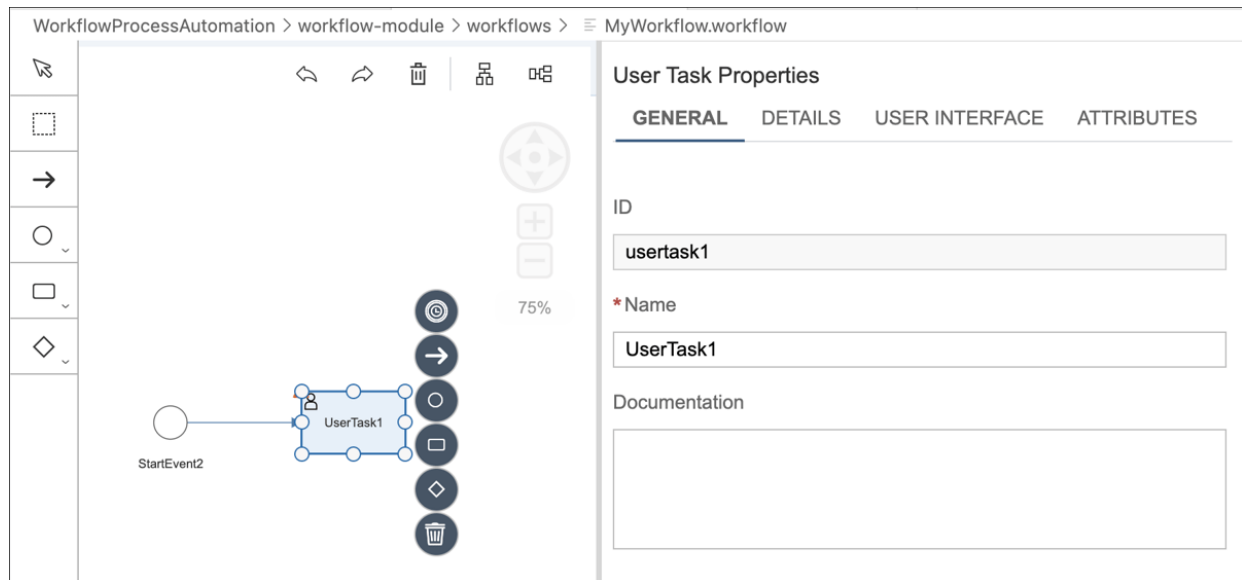 WorkflowProcessAutomation > workflow-module > workflows > MyWorkflow.workflow
User Task Properties
GENERAL DETAILS USER INTERFACE ATTRIBUTES
ID
usertask1
75%
*Name
UserTask1
Documentation
UserTask1
StartEvent2